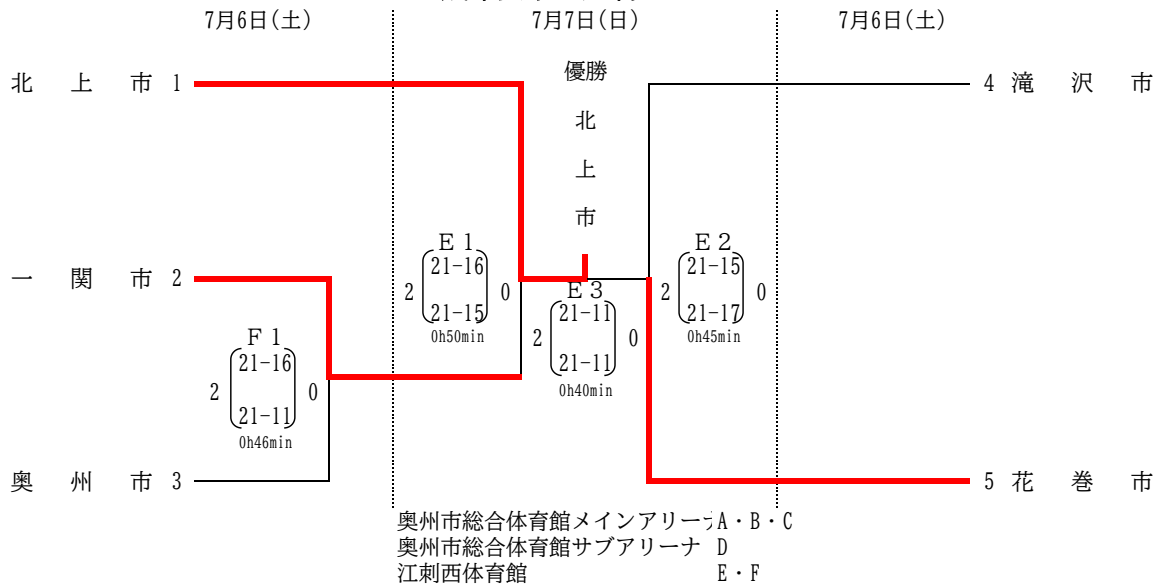 7月6日(土) 7月7日(日) 7月6日(土)
優勝
北上市
北上市 1
4 滝沢市
E1
21-16
2 0
21-15
0h50min
E2
21-15
2 0
21-17
0h45min
一関市 2
E3
21-11
2 0
21-11
0h40min
F1
21-16
2 0
21-11
0h46min
奥州市 3
5 花巻市
奥州市総合体育館メインアリーナ A・B・C
奥州市総合体育館サブアリーナ D
江刺西体育館 E・F